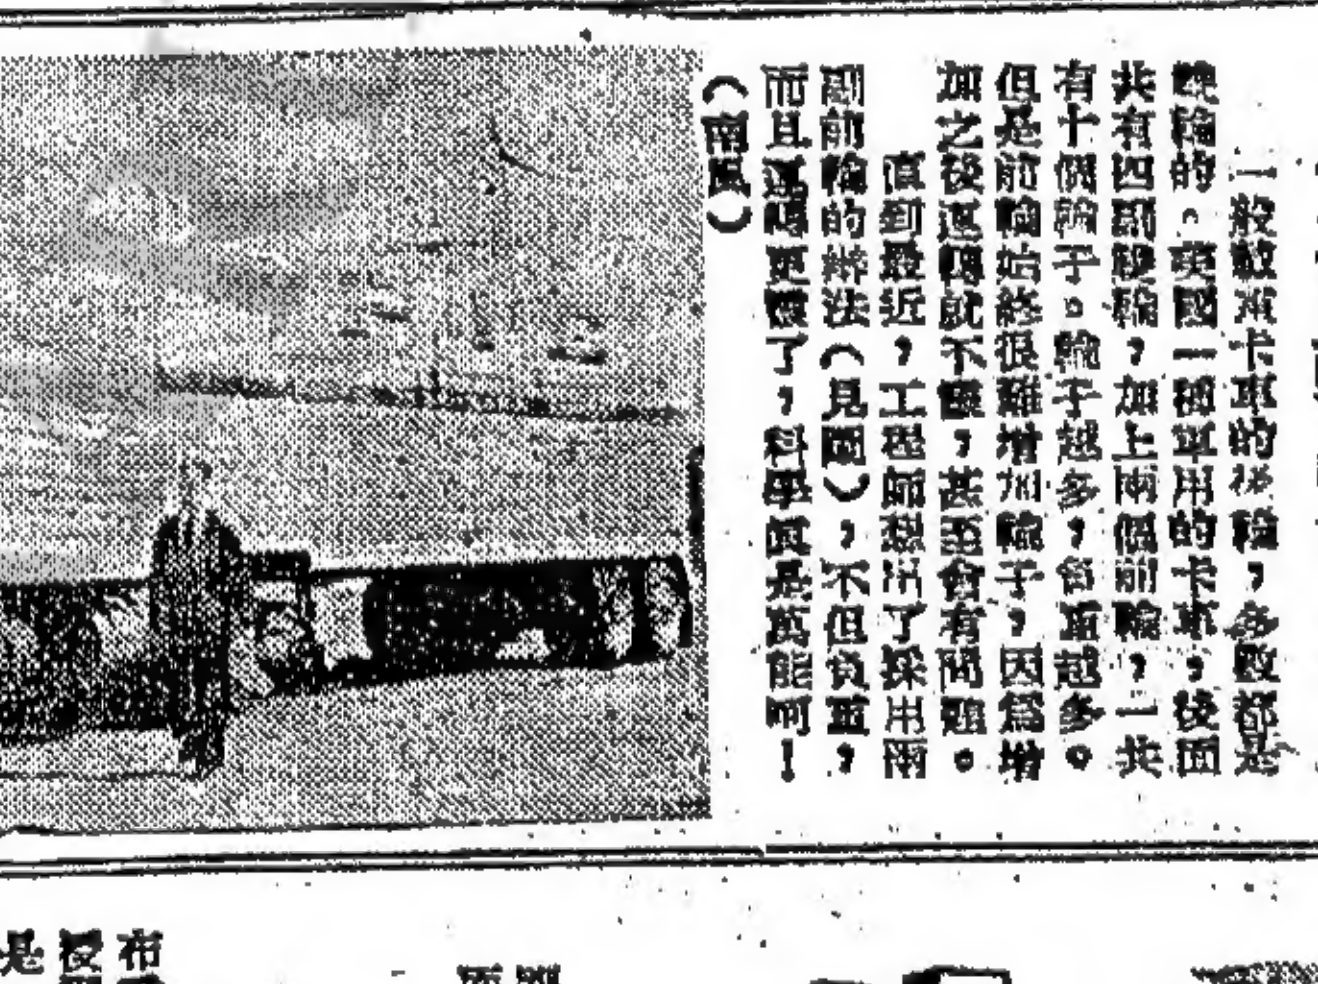 一般載重卡車的後輪，多數都是
雙輪的。英國一種軍用的卡車，後面
共有四副雙輪，加上兩個前輪，一共
有十個輪子。輪子越多，負重越多。
但是前輪始終很難增加輪子，因爲增
加之後運轉就不靈，甚至會有問題。
直到最近，工程師想出了採用兩
副前輪的辦法（見圖），不但負重，
而且運轉更靈了，科學眞是萬能呵！
（南風）
布
是